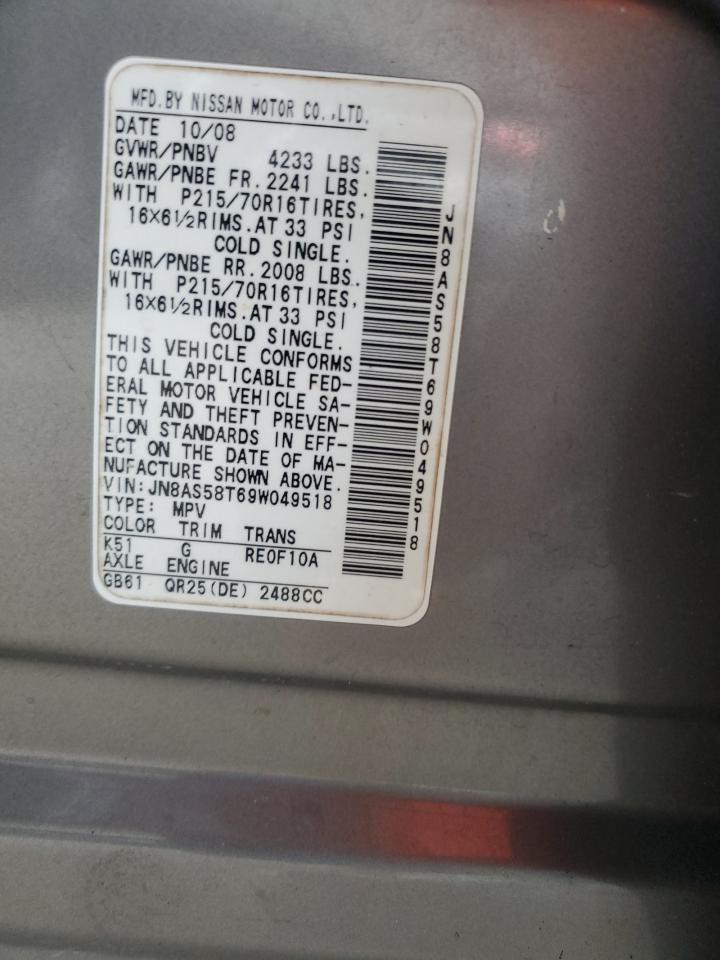 MFD.BY NISSAN MOTOR CO.,LTD.
DATE 10/08
GVWR/PNBV 4233 LBS.
GAWR/PNBE FR. 2241 LBS.
WITH P215/70R16TIRES,
16X6½RIMS.AT 33 PSI
COLD SINGLE.
GAWR/PNBE RR. 2008 LBS.
WITH P215/70R16TIRES,
16X6½RIMS.AT 33 PSI
COLD SINGLE.
THIS VEHICLE CONFORMS
TO ALL APPLICABLE FED-
ERAL MOTOR VEHICLE SA-
FETY AND THEFT PREVEN-
TION STANDARDS IN EFF-
ECT ON THE DATE OF MA-
NUFACTURE SHOWN ABOVE.
VIN:JN8AS58T69W049518
TYPE: MPV
COLOR TRIM TRANS
K51 G RE0F10A
AXLE ENGINE
GB61 QR25(DE) 2488CC
JN8AS58T69W049518